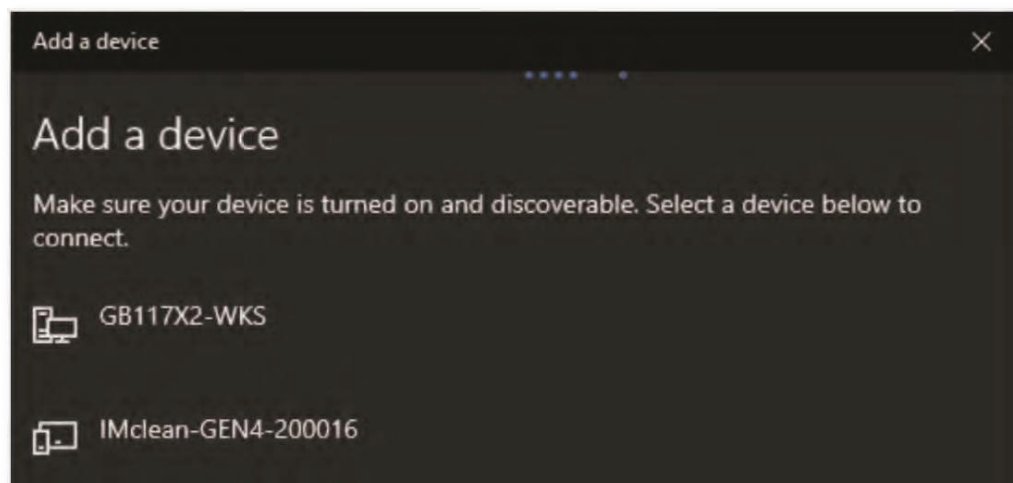 Add a device
Add a device
Make sure your device is turned on and discoverable. Select a device below to
connect.
GB117X2-WKS
IMclean-GEN4-200016